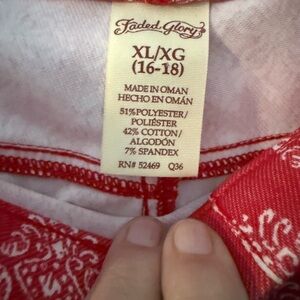 Faded Glory
XL/XG
(16-18)
MADE IN OMAN
HECHO EN OMÁN
51% POLYESTER/
POLIÉSTER
42% COTTON/
ALGODÓN
7% SPANDEX
RN# 52469 Q36